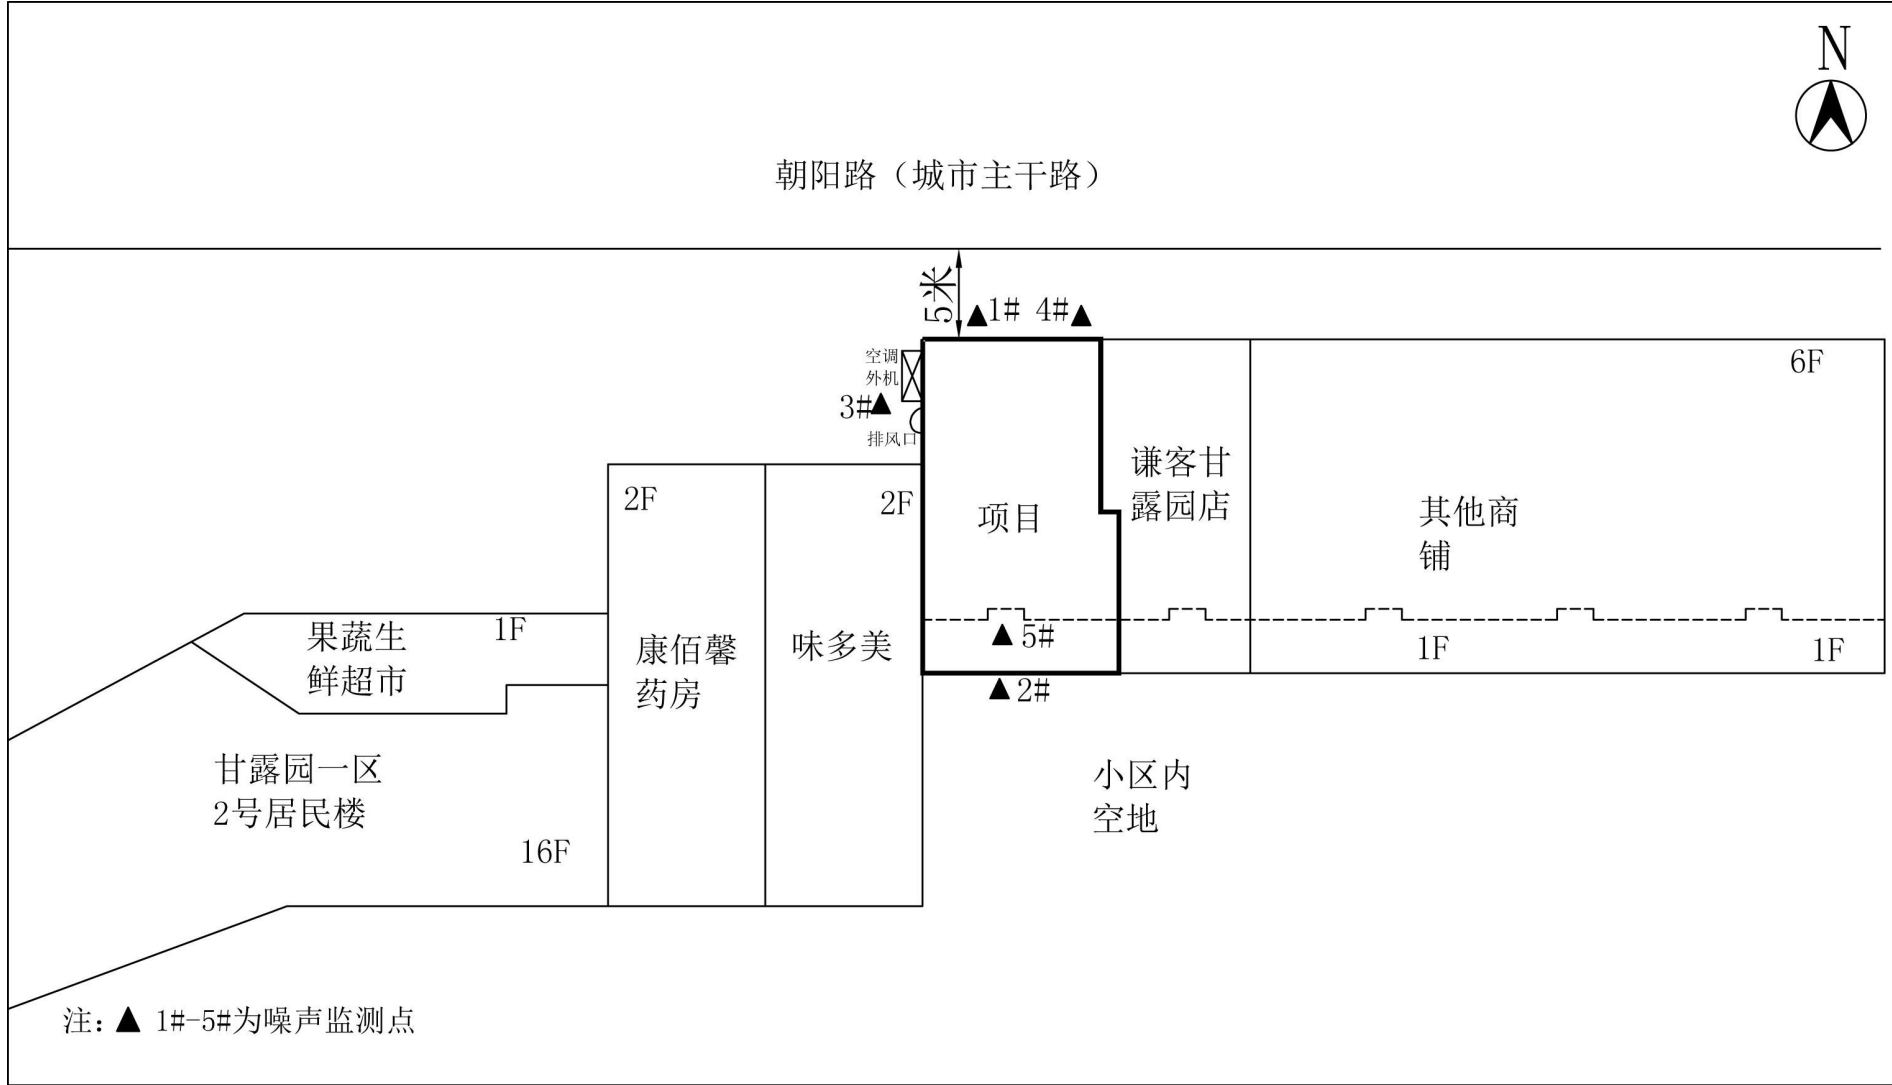 N
朝阳路（城市主干路）
5米
▲1# 4#▲
空调
外机
3#▲
排风口
6F
2F
2F
项目
谦客甘
露园店
其他商
铺
果蔬生
鲜超市
1F
康佰馨
药房
味多美
▲5#
1F
1F
▲2#
甘露园一区
2号居民楼
16F
小区内
空地
注：▲ 1#-5#为噪声监测点